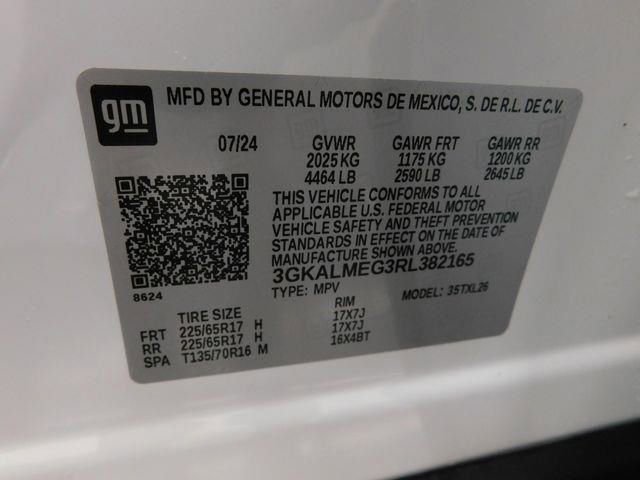 gm
MFD BY GENERAL MOTORS DE MEXICO, S. DE R.L. DE C.V.
07/24 GVWR GAWR FRT GAWR RR
2025 KG 1175 KG 1200 KG
4464 LB 2590 LB 2645 LB
THIS VEHICLE CONFORMS TO ALL
APPLICABLE U.S. FEDERAL MOTOR
VEHICLE SAFETY AND THEFT PREVENTION
STANDARDS IN EFFECT ON THE DATE OF
MANUFACTURE SHOWN ABOVE.
3GKALMEG3RL382165
8624 TYPE: MPV MODEL: 35TXL26
TIRE SIZE RIM
FRT 225/65R17 H 17X7J
RR 225/65R17 H 17X7J
SPA T135/70R16 M 16X4BT